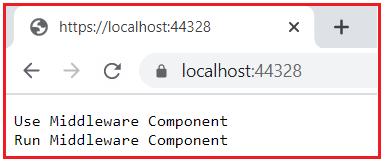 https://localhost:44328
localhost:44328
Use Middleware Component
Run Middleware Component